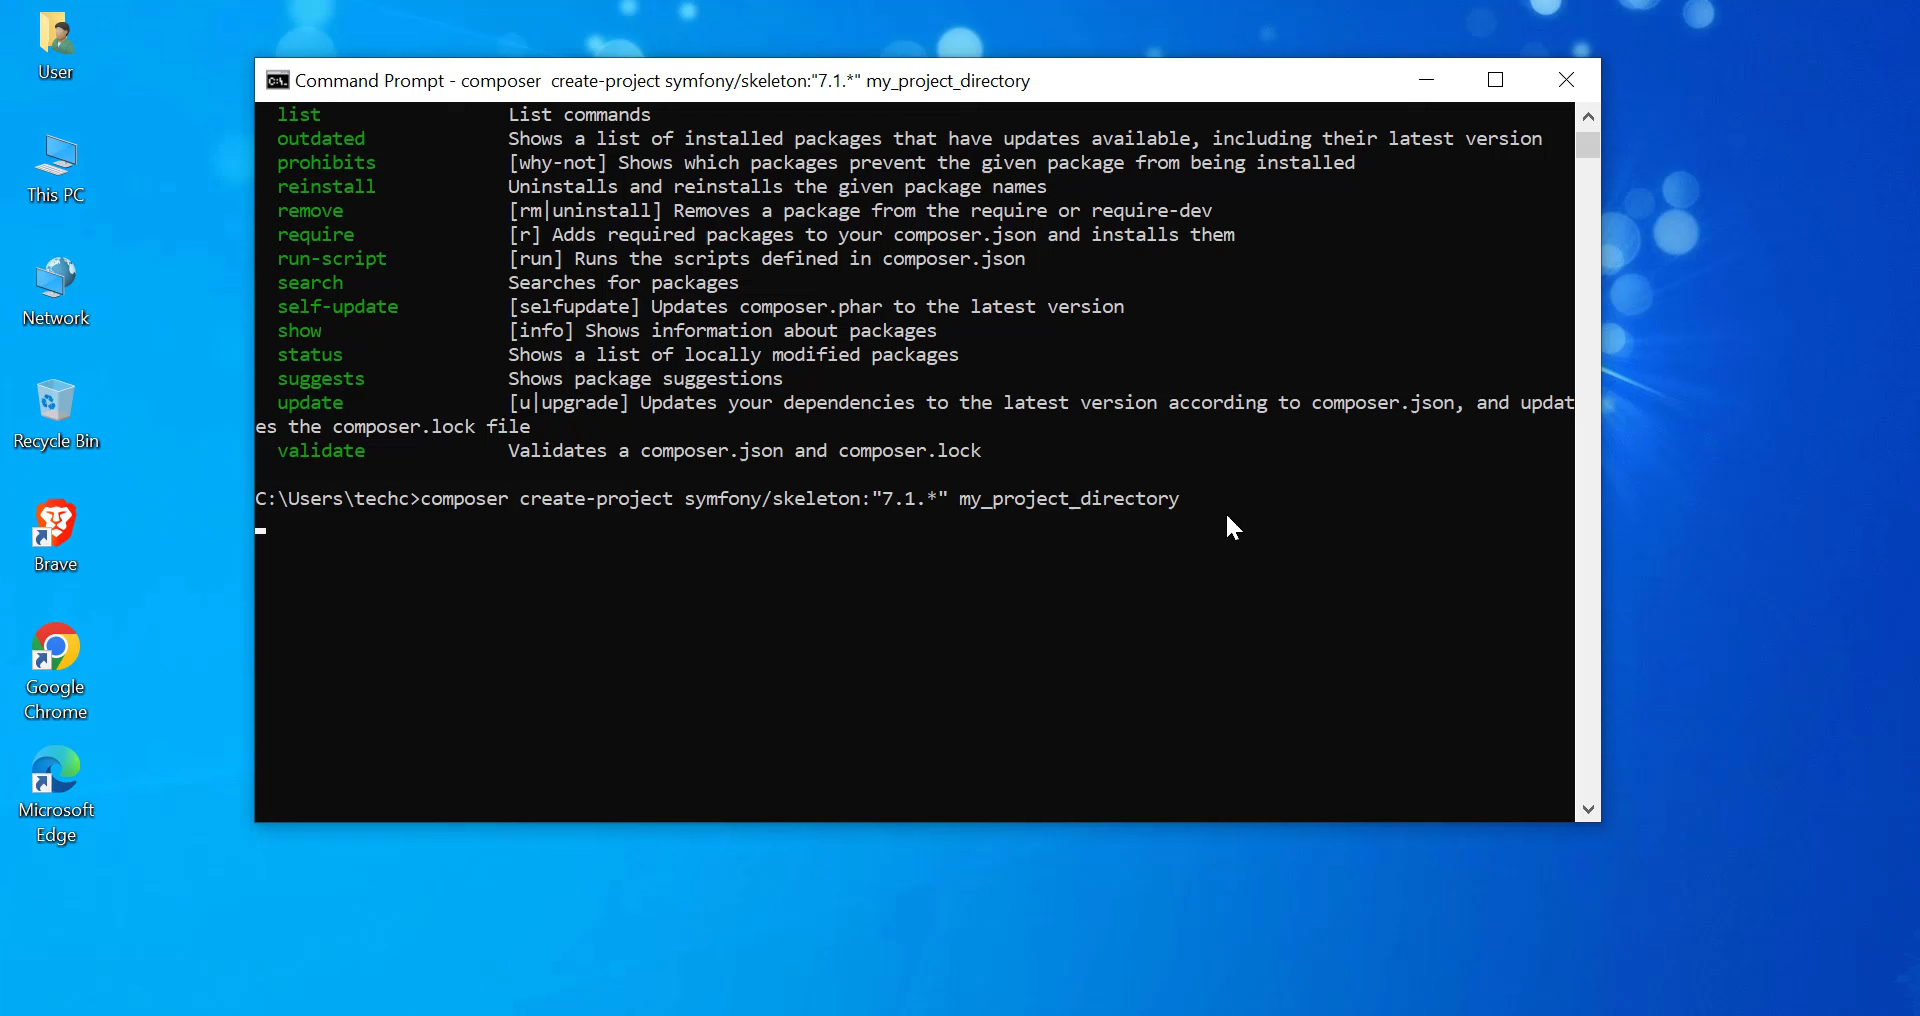 User
This PC
Network
Recycle Bin
Brave
Google
Chrome
Microsoft
Edge
Command Prompt - composer  create-project symfony/skeleton:"7.1.*" my_project_directory
list                 List commands
outdated             Shows a list of installed packages that have updates available, including their latest version
prohibits            [why-not] Shows which packages prevent the given package from being installed
reinstall            Uninstalls and reinstalls the given package names
remove               [rm|uninstall] Removes a package from the require or require-dev
require              [r] Adds required packages to your composer.json and installs them
run-script           [run] Runs the scripts defined in composer.json
search               Searches for packages
self-update          [selfupdate] Updates composer.phar to the latest version
show                 [info] Shows information about packages
status               Shows a list of locally modified packages
suggests             Shows package suggestions
update               [u|upgrade] Updates your dependencies to the latest version according to composer.json, and updat
es the composer.lock file
validate             Validates a composer.json and composer.lock
C:\Users\techc>composer create-project symfony/skeleton:"7.1.*" my_project_directory